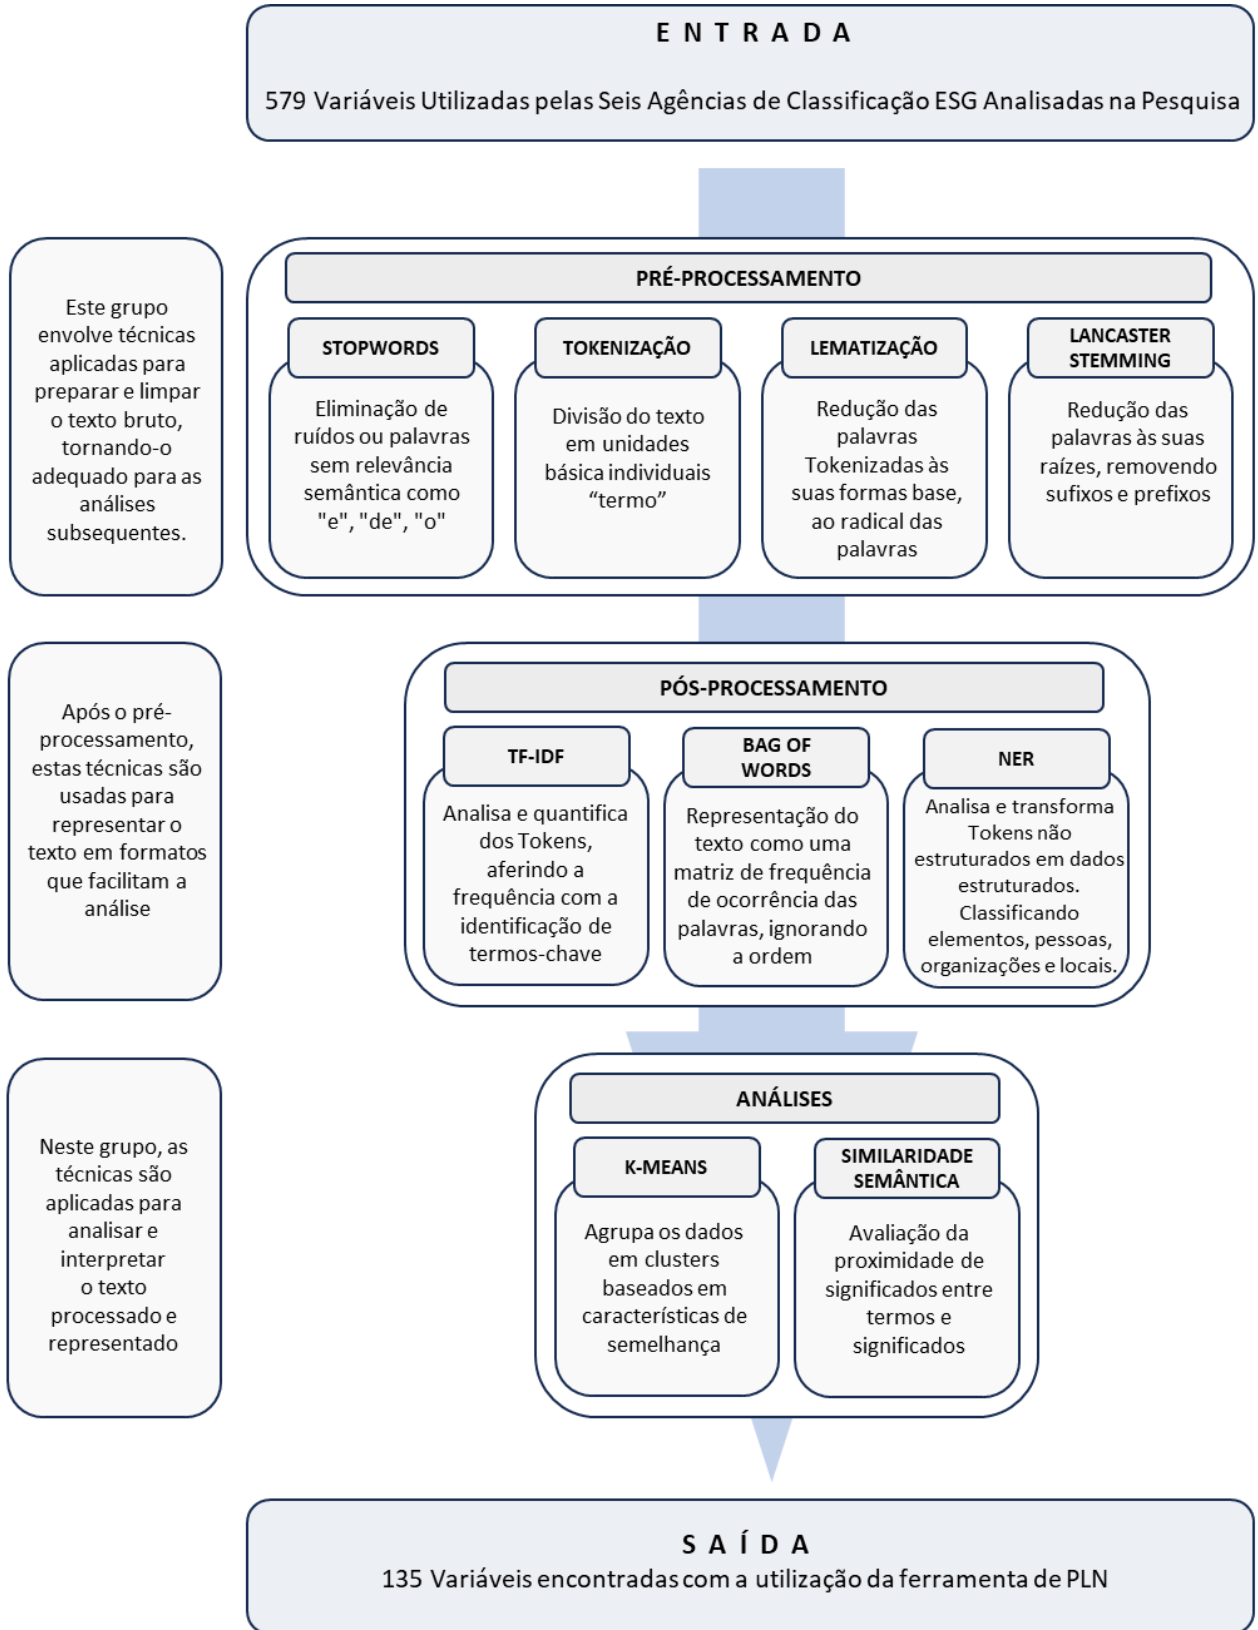 E N T R A D A
579 Variáveis Utilizadas pelas Seis Agências de Classificação ESG Analisadas na Pesquisa
Este grupo
envolve técnicas
aplicadas para
preparar e limpar
o texto bruto,
tornando-o
adequado para as
análises
subsequentes.
PRÉ-PROCESSAMENTO
STOPWORDS
Eliminação de
ruídos ou palavras
sem relevância
semântica como
"e", "de", "o"
TOKENIZAÇÃO
Divisão do texto
em unidades
básica individuais
“termo”
LEMATIZAÇÃO
Redução das
palavras
Tokenizadas às
suas formas base,
ao radical das
palavras
LANCASTER
STEMMING
Redução das
palavras às suas
raízes, removendo
sufixos e prefixos
Após o pré-
processamento,
estas técnicas são
usadas para
representar o
texto em formatos
que facilitam a
análise
PÓS-PROCESSAMENTO
TF-IDF
Analisa e quantifica
dos Tokens,
aferindo a
frequência com a
identificação de
termos-chave
BAG OF
WORDS
Representação do
texto como uma
matriz de frequência
de ocorrência das
palavras, ignorando
a ordem
NER
Analisa e transforma
Tokens não
estruturados em dados
estruturados.
Classificando
elementos, pessoas,
organizações e locais.
Neste grupo, as
técnicas são
aplicadas para
analisar e
interpretar
o texto
processado e
representado
ANÁLISES
K-MEANS
Agrupa os dados
em clusters
baseados em
características de
semelhança
SIMILARIDADE
SEMÂNTICA
Avaliação da
proximidade de
significados entre
termos e
significados
S A Í D A
135 Variáveis encontradas com a utilização da ferramenta de PLN